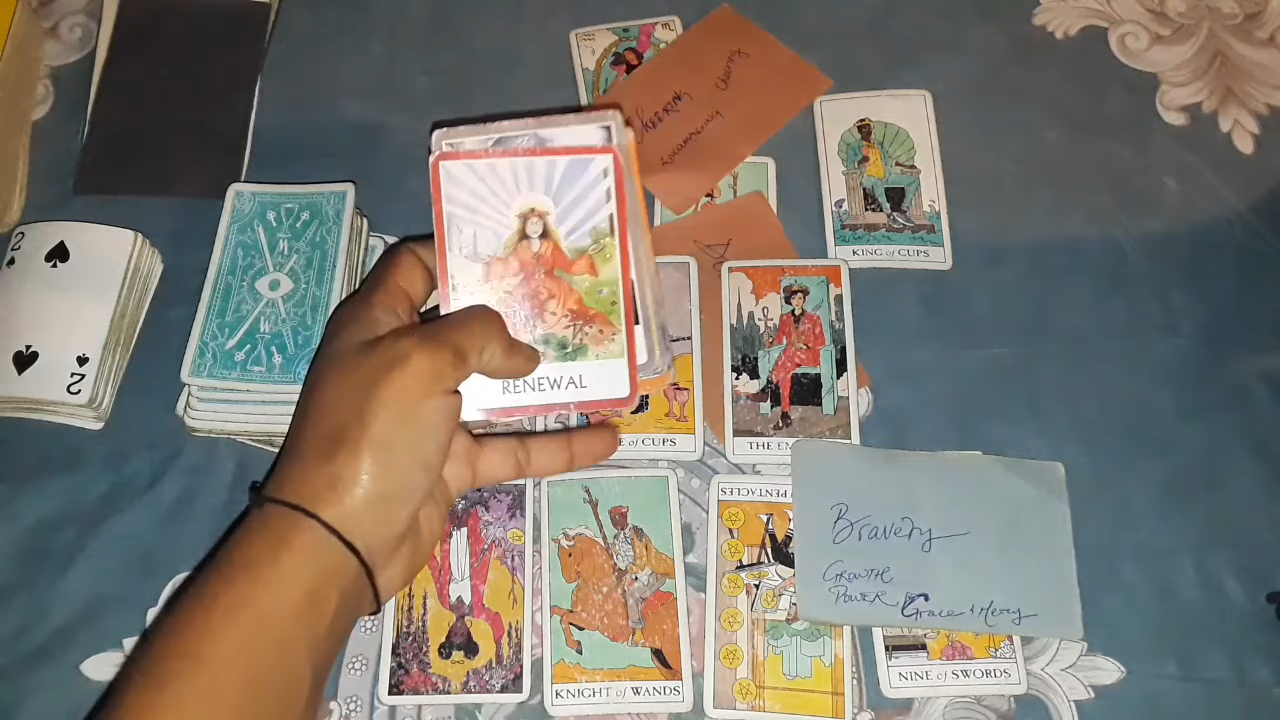 2
2
Cheering
KING of CUPS
RENEWAL
E of CUPS
THE EM
PENTACLES
Bravery
Growth
Power &
Grace & Mercy
KNIGHT of WANDS
NINE of SWORDS